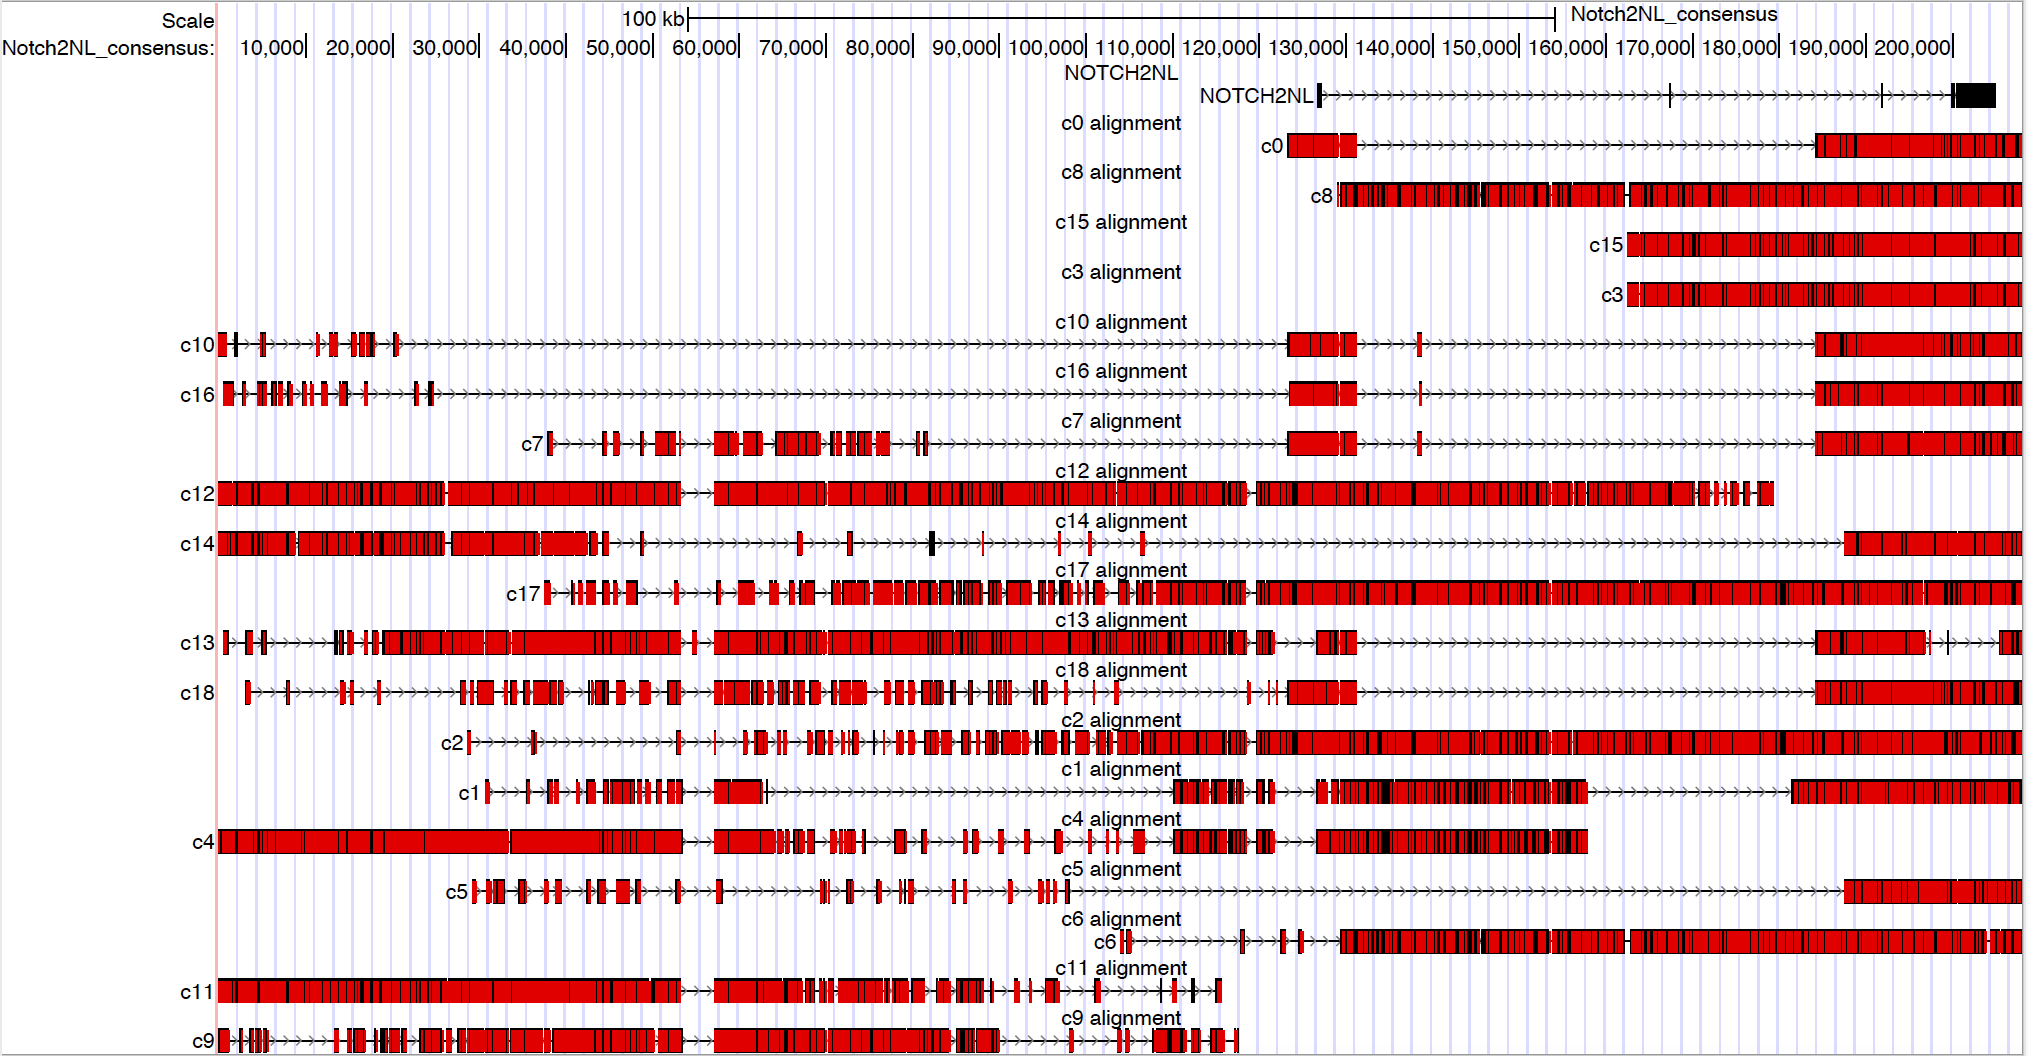 Scale 100 kb Notch2NL_consensus
Notch2NL_consensus: 10,000 20,000 30,000 40,000 50,000 60,000 70,000 80,000 90,000 100,000 110,000 120,000 130,000 140,000 150,000 160,000 170,000 180,000 190,000 200,000
NOTCH2NL
NOTCH2NL
c0 alignment
c0
c8 alignment
c8
c15 alignment
c15
c3 alignment
c3
c10 alignment
c10
c16 alignment
c16
c7 alignment
c7
c12 alignment
c12
c14 alignment
c14
c17 alignment
c17
c13 alignment
c13
c18 alignment
c18
c2 alignment
c2
c1 alignment
c1
c4 alignment
c4
c5 alignment
c5
c6 alignment
c6
c11 alignment
c11
c9 alignment
c9